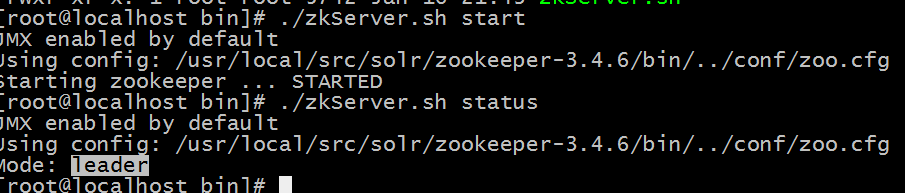 [root@localhost bin]# ./zkServer.sh start
JMX enabled by default
Using config: /usr/local/src/solr/zookeeper-3.4.6/bin/../conf/zoo.cfg
Starting zookeeper ... STARTED
[root@localhost bin]# ./zkServer.sh status
JMX enabled by default
Using config: /usr/local/src/solr/zookeeper-3.4.6/bin/../conf/zoo.cfg
Mode: leader
[root@localhost bin]#